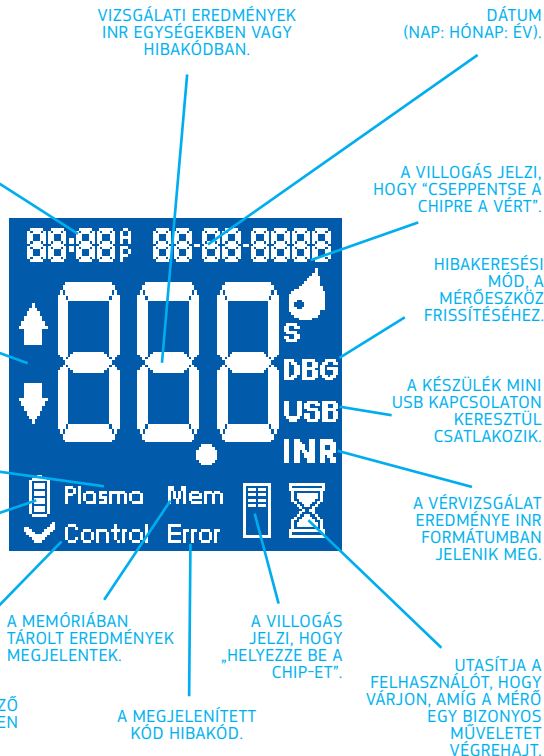 VIZSGÁLATI EREDMÉNYEK
INR EGYSÉGEKBEN VAGY
HIBAKÓDBAN.
DÁTUM
(NAP: HÓNAP: ÉV).
A VILLOGÁS JELZI,
HOGY “CSEPPENTSE A
CHIPRE A VÉRT”.
88:88 A P 88-88-8888
HIBAKERESÉSI
MÓD, A
MÉRŐESZKÖZ
FRISSÍTÉSÉHEZ.
888.
S
DBG
USB
INR
A KÉSZÜLÉK MINI
USB KAPCSOLATON
KERESZTÜL
CSATLAKOZIK.
Plasma Mem
Control Error
A VÉRVIZSGÁLAT
EREDMÉNYE INR
FORMÁTUMBAN
JELENIK MEG.
A MEMÓRIÁBAN
TÁROLT EREDMÉNYEK
MEGJELENTEK.
A VILLOGÁS
JELZI, HOGY
„HELYEZZE BE A
CHIP-ET”.
UTASÍTJA A
FELHASZNÁLÓT, HOGY
VÁRJON, AMÍG A MÉRŐ
EGY BIZONYOS
MŰVELETET
VÉGREHAJT.
ZŐ
EN
A MEGJELENÍTETT
KÓD HIBAKÓD.